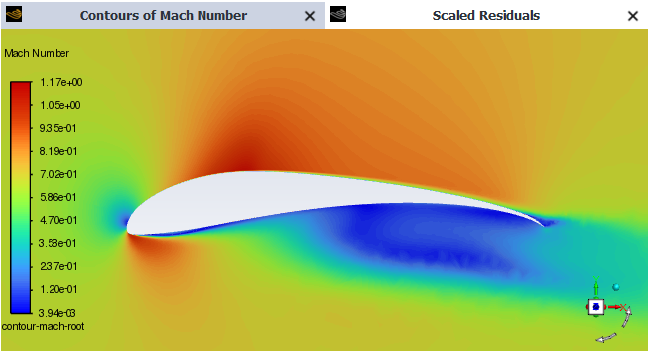 Contours of Mach Number
Scaled Residuals
Mach Number
1.17e+00
1.05e+00
9.35e-01
8.19e-01
7.02e-01
5.86e-01
4.70e-01
3.53e-01
2.37e-01
1.20e-01
3.94e-03
contour-mach-root